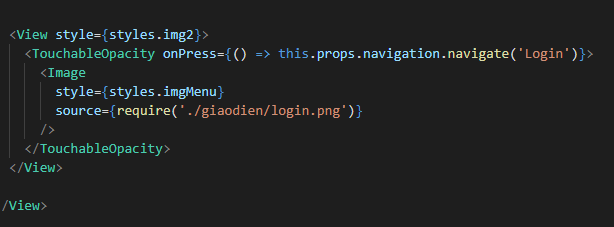 <View style={styles.img2}>
<TouchableOpacity onPress={() => this.props.navigation.navigate('Login')}>
<Image
style={styles.imgMenu}
source={require('./giaodien/login.png')}
/>
</TouchableOpacity>
</View>
/View>